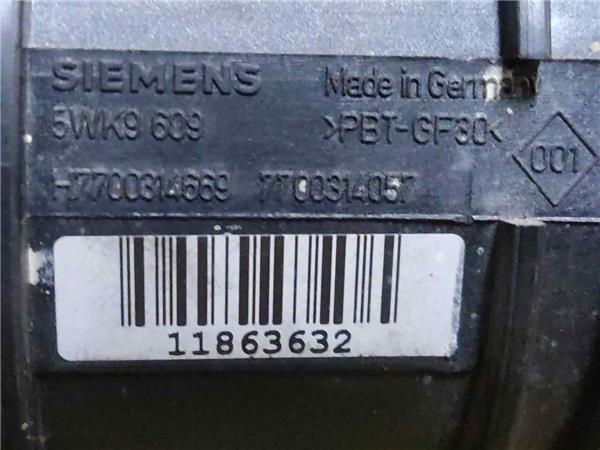 SIEMENS Made in Germany
5WK9 609 >PBT-GF30<
H7700314669 7700314057 001
11863632